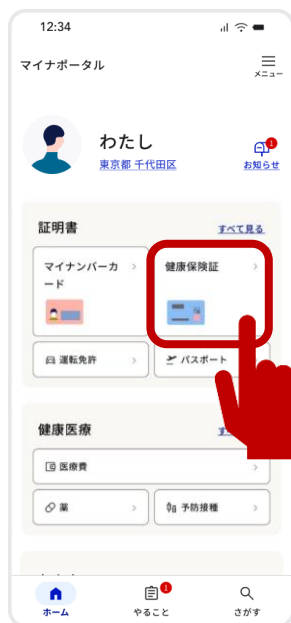 12:34
マイナポータル
メニュー
わたし
東京都 千代田区
1
お知らせ
証明書
すべて見る
マイナンバーカ
ード
健康保険証
運転免許
パスポート
健康医療
医療費
薬
予防接種
1
ホーム
やること
さがす